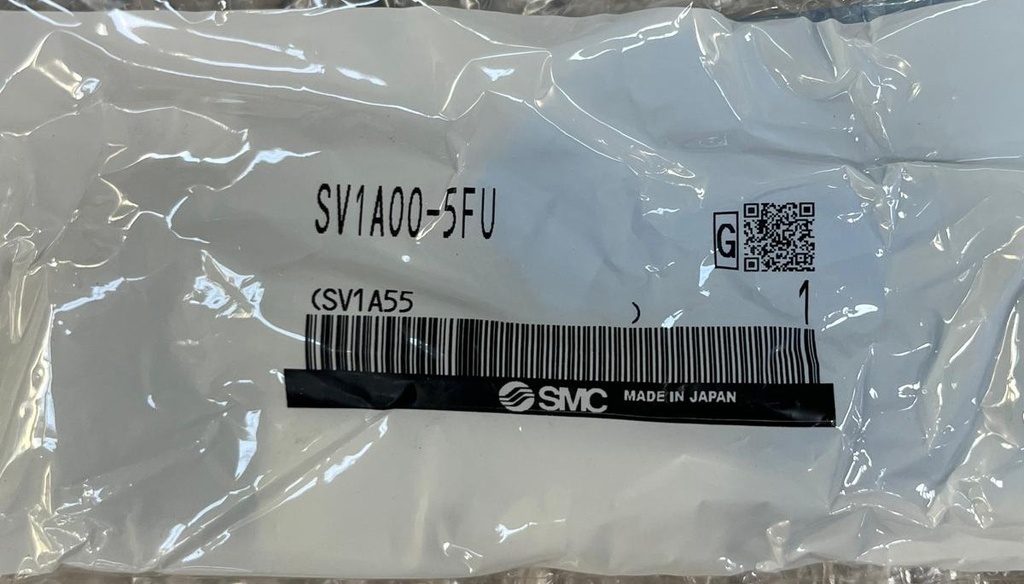 SV1A00-5FU
G
(SV1A55 )
1
SMC MADE IN JAPAN